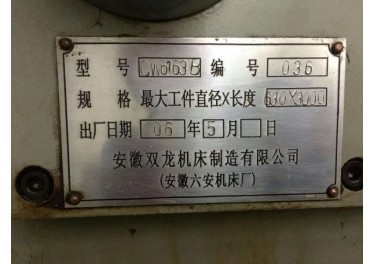 型 号 CW6163B 编 号 036
规 格 最大工件直径X长度 630X3000
出厂日期 06 年 5 月 日
安徽双龙机床制造有限公司
(安徽六安机床厂)